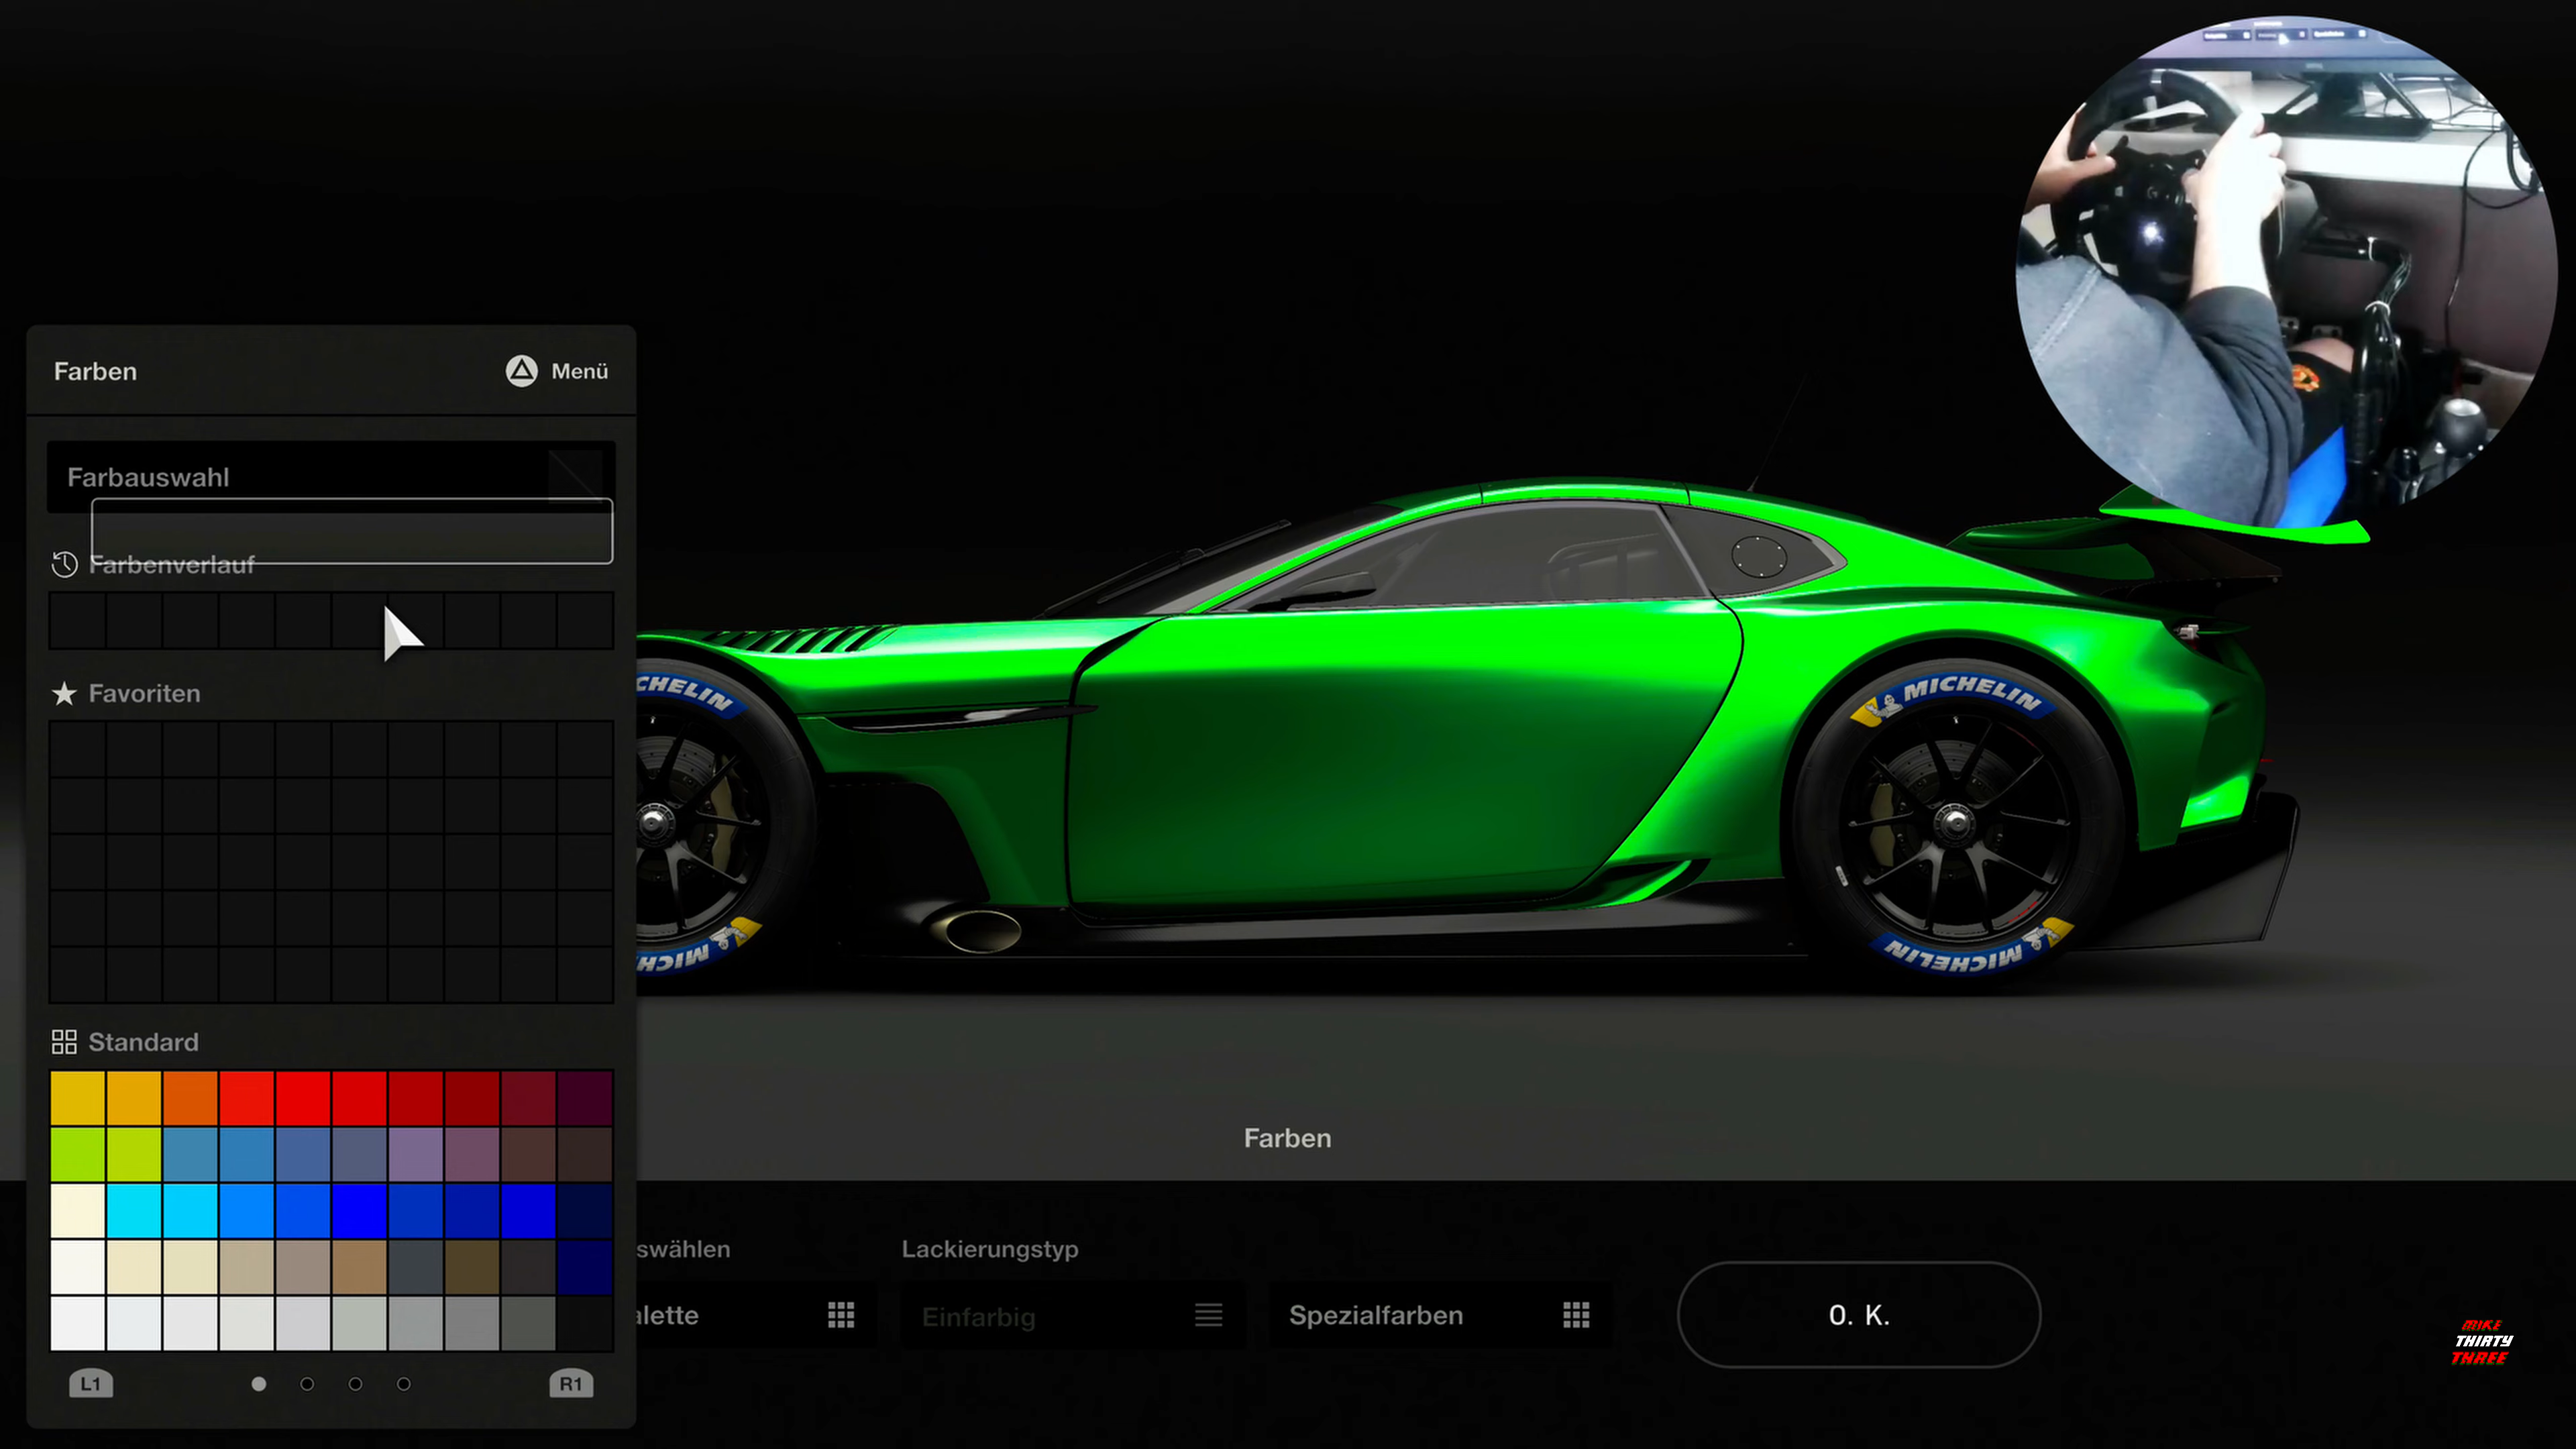 Farben
Menü
Farbauswahl
Farbenverlauf
Favoriten
Standard
L1
R1
CHELIN
MICH
MICHELIN
MICHELIN
Farben
swählen
Lackierungstyp
lette
Einfarbig
Spezialfarben
O. K.
MIKE
THIRTY
THREE